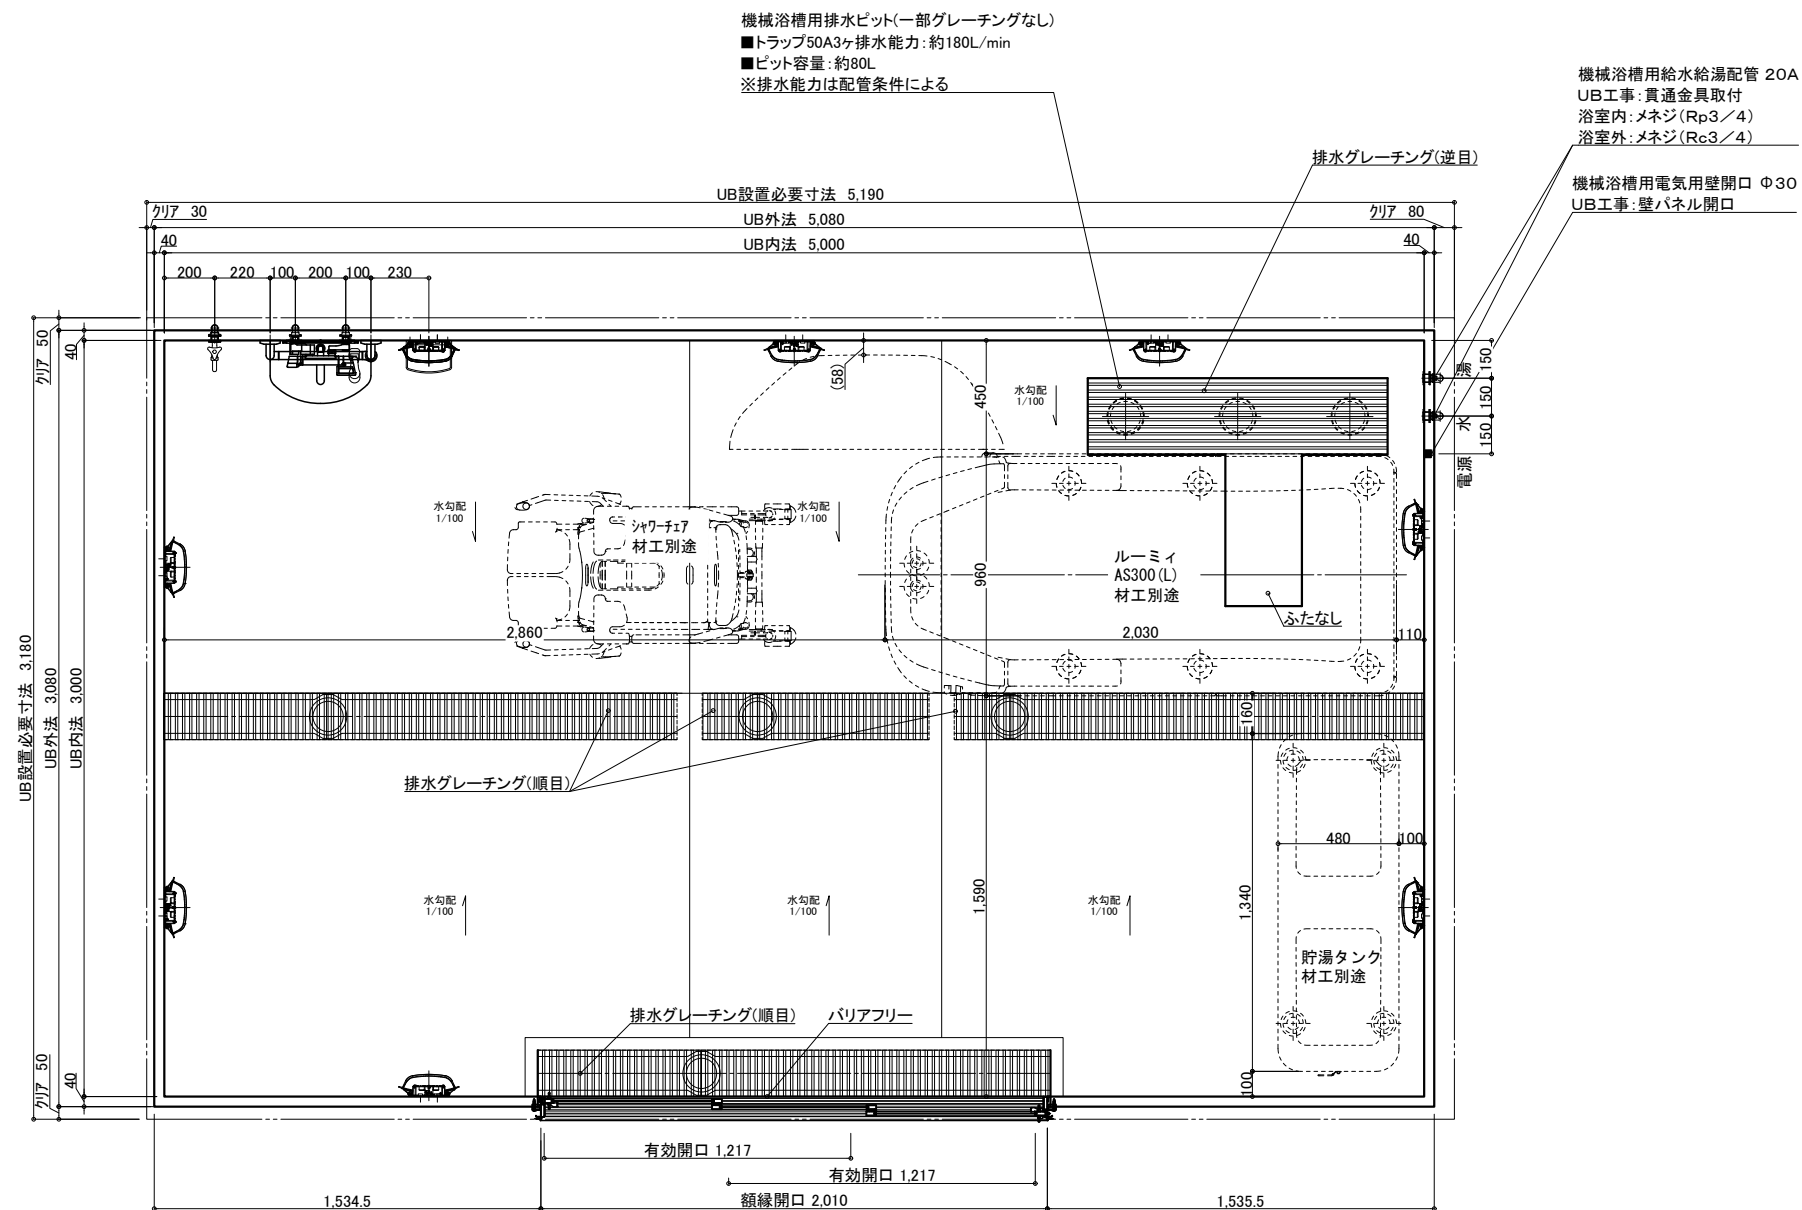 機械浴槽用排水ピット(一部グレーチングなし)
■トラップ50A3ヶ排水能力:約180L/min
■ピット容量:約80L
※排水能力は配管条件による
機械浴槽用給水給湯配管 20A
UB工事:貫通金具取付
浴室内:メネジ(Rp3/4)
浴室外:メネジ(Rc3/4)
排水グレーチング(逆目)
機械浴槽用電気用壁開口 Φ30
UB工事:壁パネル開口
UB設置必要寸法 5,190
クリア 30
UB外法 5,080
クリア 80
40
UB内法 5,000
40
200
220
100
200
100
230
クリア 50
40
(58)
450
水勾配
1/100
湯
150
150
水
150
電源
水勾配
1/100
水勾配
1/100
シャワーチェア
材工別途
960
ルーミィ
AS300(L)
材工別途
ふたなし
2,860
2,030
110
UB設置必要寸法 3,180
UB外法 3,080
UB内法 3,000
160
排水グレーチング(順目)
480
100
水勾配
1/100
水勾配
1/100
水勾配
1/100
1,590
1,340
貯湯タンク
材工別途
排水グレーチング(順目)
バリアフリー
クリア 50
40
100
有効開口 1,217
有効開口 1,217
1,534.5
額縁開口 2,010
1,535.5